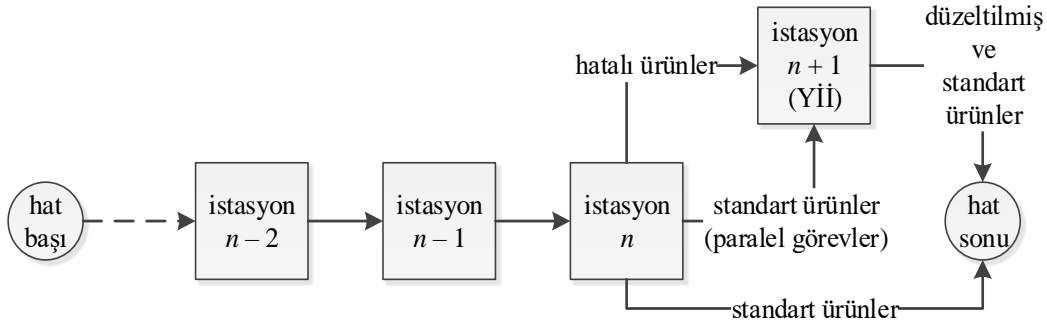 hat
başı
istasyon
n – 2
istasyon
n – 1
istasyon
n
hatalı ürünler
istasyon
n + 1
(Yİİ)
düzeltilmiş
ve
standart
ürünler
standart ürünler
(paralel görevler)
standart ürünler
hat
sonu